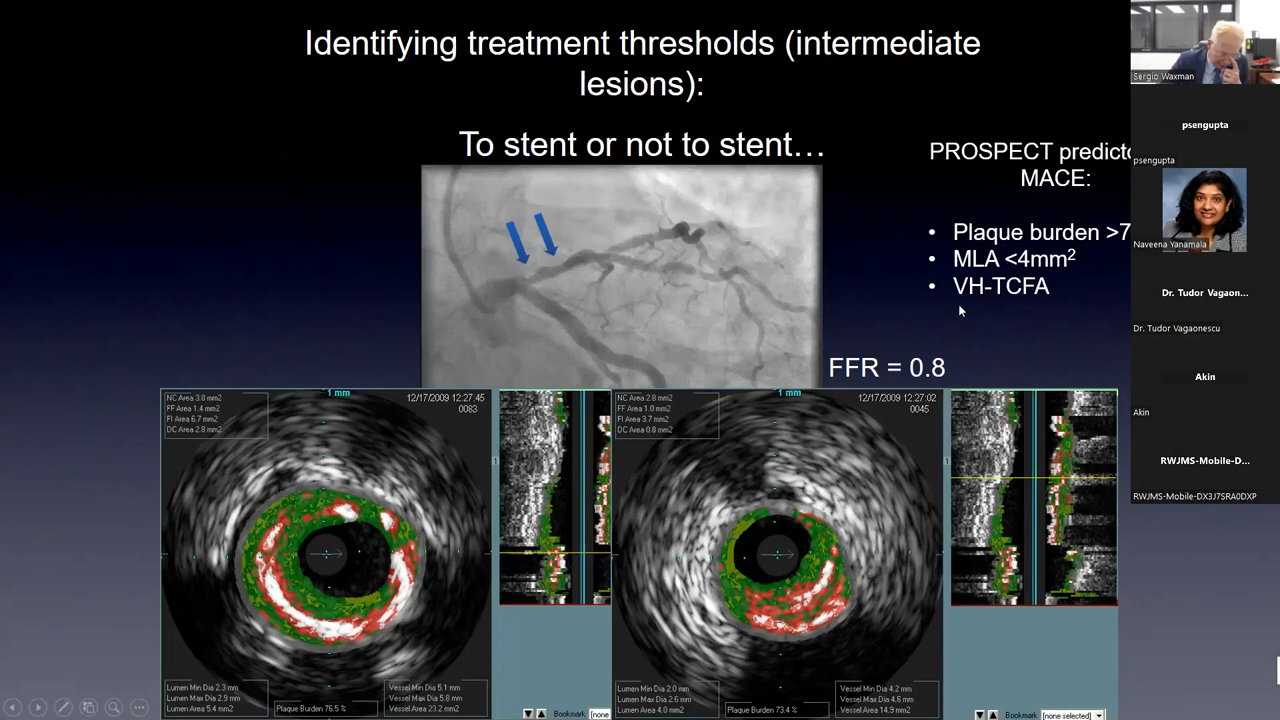 Identifying treatment thresholds (intermediate
lesions):
To stent or not to stent…
PROSPECT predicto
MACE:
• Plaque burden >7
• MLA <4mm²
• VH-TCFA
FFR = 0.8
NC Area 3.8 mm2
FF Area 1.4 mm2
FI Area 6.7 mm2
DC Area 2.8 mm2
1 mm
12/17/2009 12:27:45
0083
Lumen Min Dia 2.3 mm
Lumen Max Dia 2.9 mm
Lumen Area 5.4 mm2
Plaque Burden 76.5 %
Vessel Min Dia 5.1 mm
Vessel Max Dia 5.8 mm
Vessel Area 23.2 mm2
1
Bookmark [none
NC Area 2.8 mm2
FF Area 1.0 mm2
FI Area 3.7 mm2
DC Area 0.8 mm2
1 mm
12/17/2009 12:27:02
0045
Lumen Min Dia 2.0 mm
Lumen Max Dia 2.6 mm
Lumen Area 4.0 mm2
Plaque Burden 73.4 %
Vessel Min Dia 4.2 mm
Vessel Max Dia 4.6 mm
Vessel Area 14.9 mm2
1
Bookmark [none selected]
Sergio Waxman
psengupta
psengupta
Naveena Yanamala
Dr. Tudor Vagaon...
Dr. Tudor Vagaonescu
Akin
Akin
RWJMS-Mobile-D...
RWJMS-Mobile-DX3J7SRA0DXP